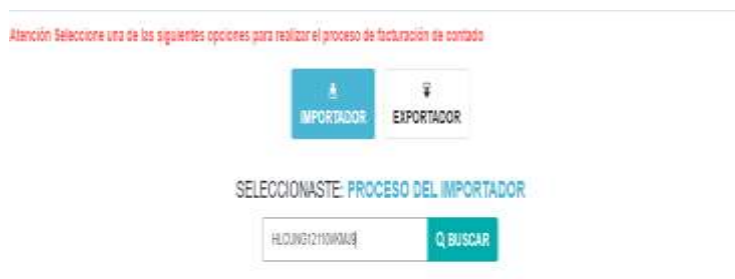 Atención Seleccione una de las siguientes opciones para realizar el proceso de facturación de contado
IMPORTADOR EXPORTADOR
SELECCIONASTE: PROCESO DEL IMPORTADOR
BUSCAR